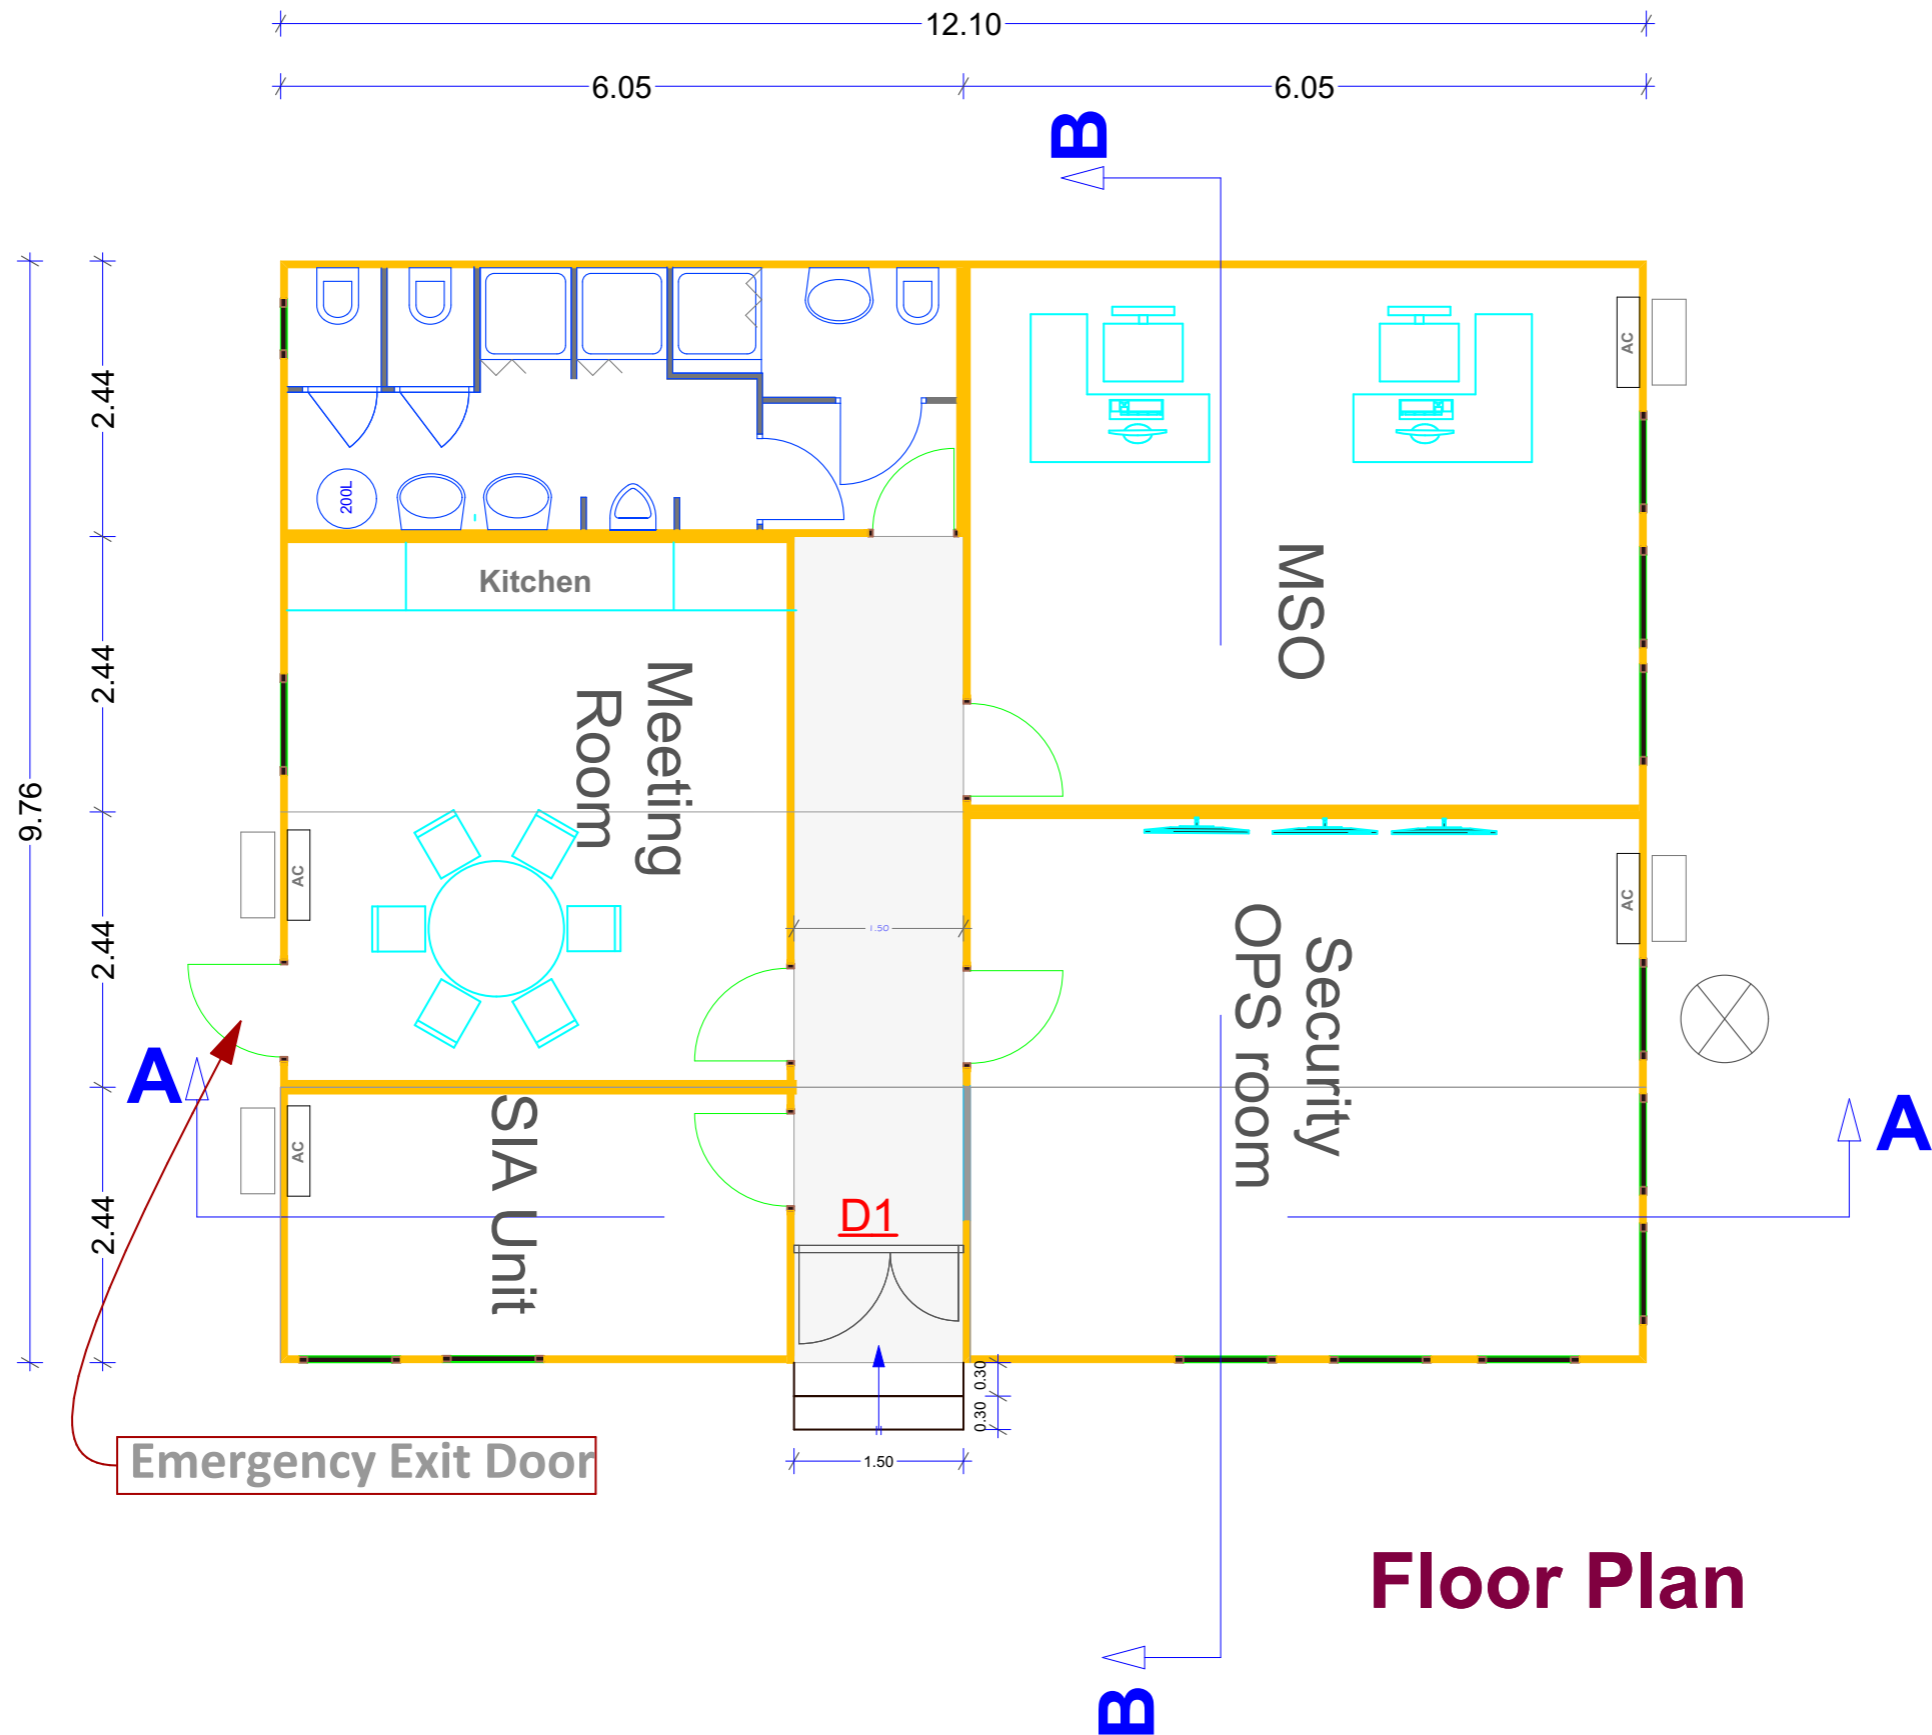 12.10
6.05
6.05
B
2.44
AC
200L
Kitchen
MSO
2.44
Meeting
Room
9.76
AC
AC
2.44
1.50
Security
OPS room
A
A
AC
SIA Unit
2.44
D1
0.30
0.30
Emergency Exit Door
1.50
Floor Plan
B